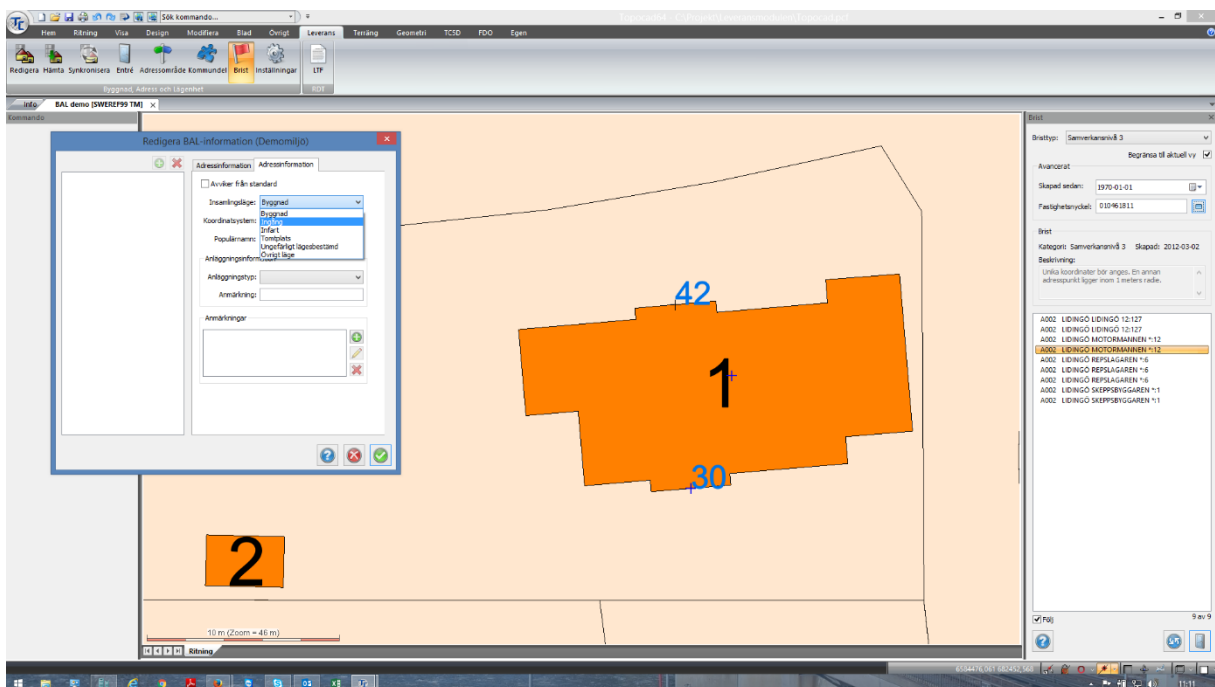 Sök kommando...
Hem Ritning Visa Design Modifiera Blad Övrigt Leverans Terräng Geometri TCSD FDO Egen
Redigera Hämta Synkronisera Entré Adressområde Kommundel Brist Inställningar LTF
Byggnad, Adress och Lägenhet
Info BAL demo [SWEREF99 TM]
Kommando
Redigera BAL-information (Demomiljö)
Adressinformation Adressinformation
Avviker från standard
Insamlingsläge: Byggnad
Byggnad
Ingång
Infart
Tomtplats
Ungefärligt lägesbestämd
Övrigt läge
Koordinatsystem:
Populärnamn:
Anläggningstyp:
Anmärkning:
Anmärkningar
42
1
30
2
10 m (Zoom = 46 m)
Ritning
Brist
Bristtyp: Samverkansnivå 3
Begränsa till aktuell vy
Avancerat
Skapad sedan: 1970-01-01
Fastighetsnyckel: 010461811
Brist
Kategori: Samverkansnivå 3 Skapad: 2012-03-02
Beskrivning:
Unika koordinater bör anges. En annan
adresspunkt ligger inom 1 meters radie.
A002 LIDINGÖ LIDINGÖ 12:127
A002 LIDINGÖ LIDINGÖ 12:127
A002 LIDINGÖ MOTORMANNEN *:12
A002 LIDINGÖ MOTORMANNEN *:12
A002 LIDINGÖ REPSLAGAREN *:6
A002 LIDINGÖ REPSLAGAREN *:6
A002 LIDINGÖ REPSLAGAREN *:6
A002 LIDINGÖ SKEPPSBYGGAREN *:1
A002 LIDINGÖ SKEPPSBYGGAREN *:1
Följ
9 av 9
11:11